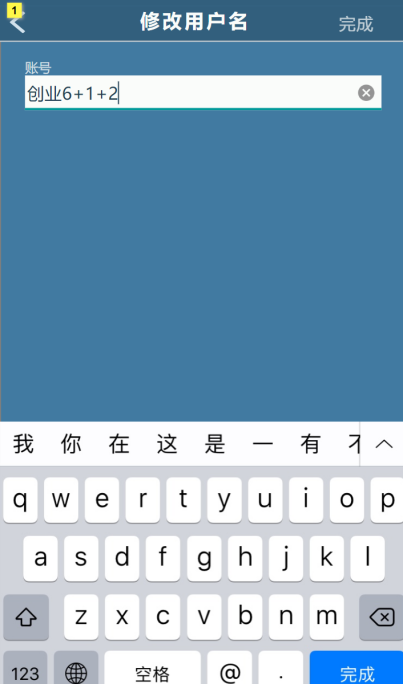 1
修改用户名
完成
账号
创业6+1+2
我 你 在 这 是 一 有 不
q w e r t y u i o p
a s d f g h j k l
z x c v b n m
123 空格 @ . 完成